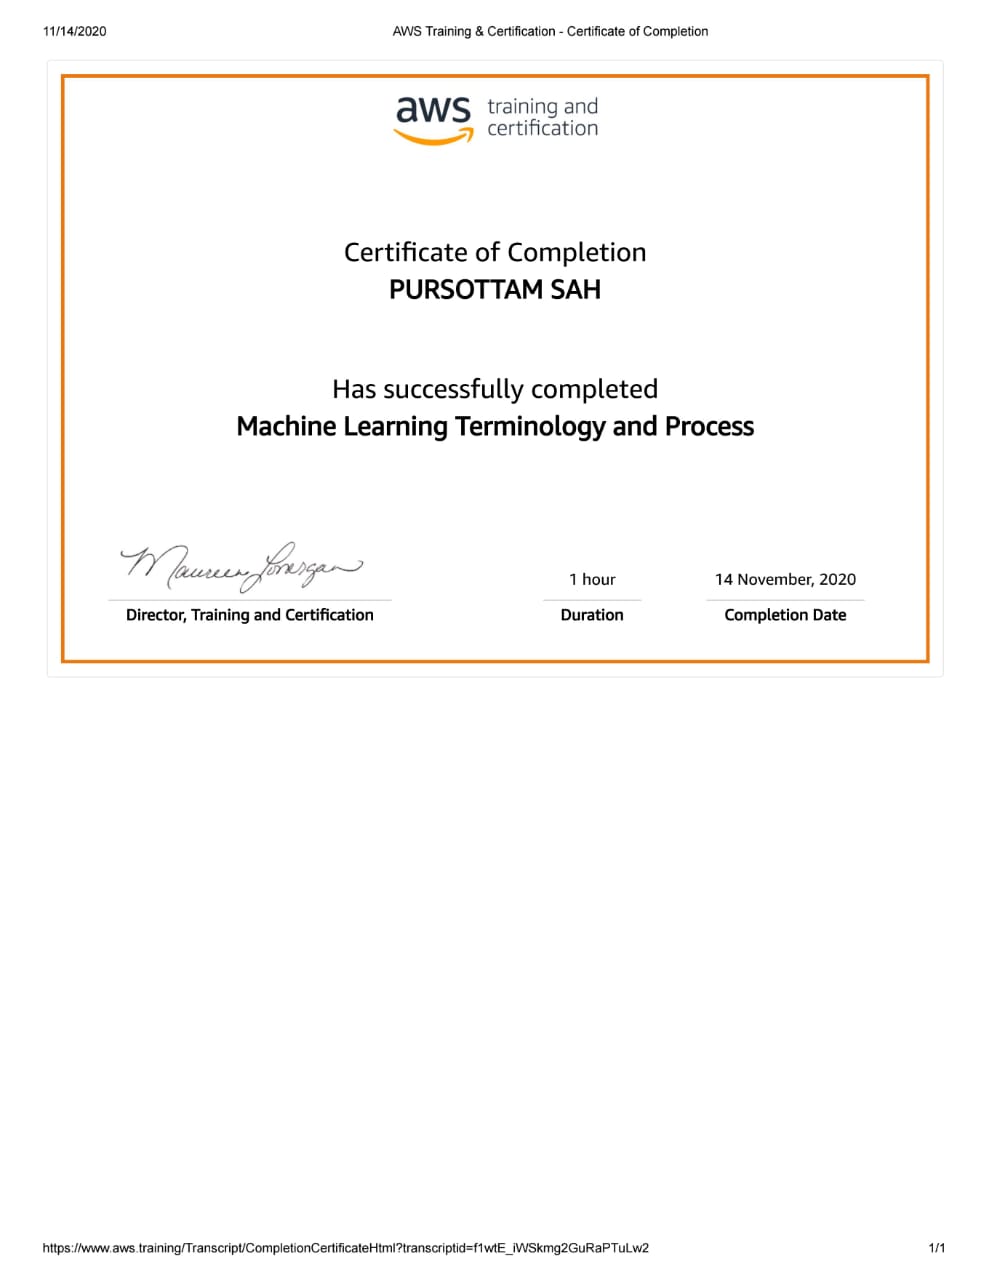 11/14/2020 AWS Training & Certification - Certificate of Completion
aws training and
certification
Certificate of Completion
PURSOTTAM SAH
Has successfully completed
Machine Learning Terminology and Process
Maureen Lonergan
1 hour 14 November, 2020
Director, Training and Certification Duration Completion Date
https://www.aws.training/Transcript/CompletionCertificateHtml?transcriptid=f1wtE_iWSkmg2GuRaPTuLw2 1/1